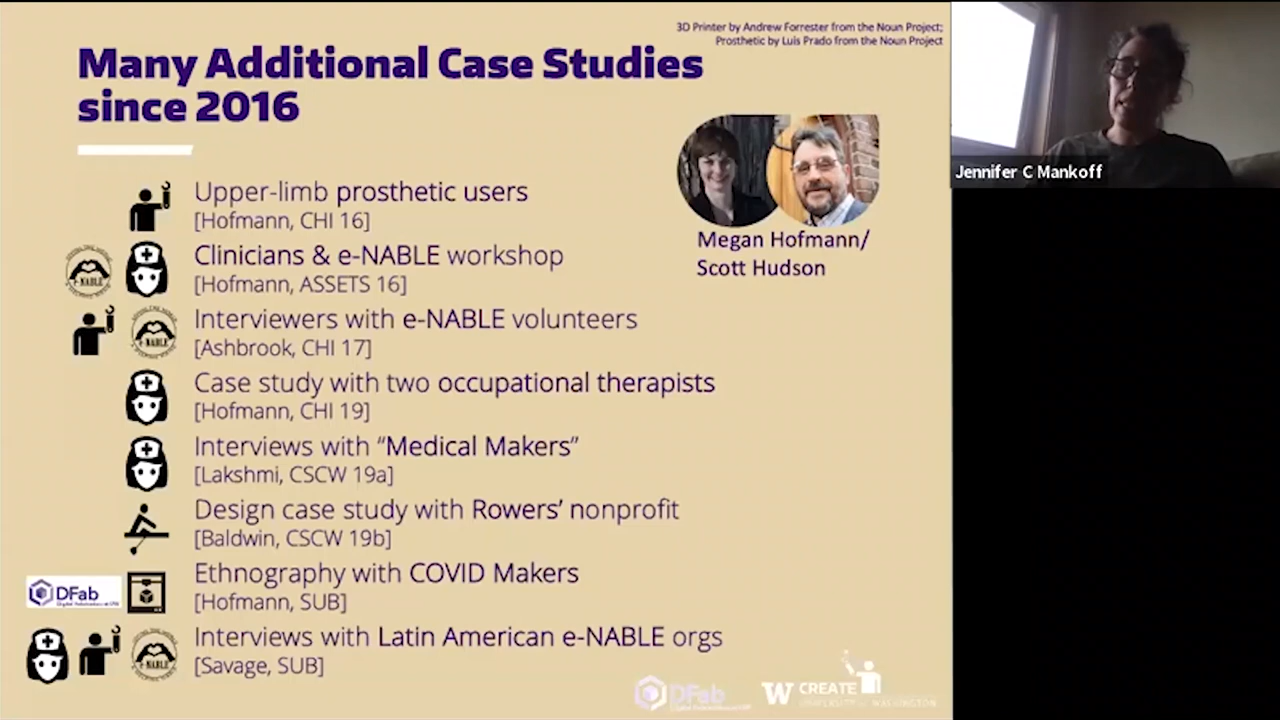 3D Printer by Andrew Forrester from the Noun Project;
Prosthetic by Luis Prado from the Noun Project
Many Additional Case Studies
since 2016
Jennifer C Mankoff
Upper-limb prosthetic users
[Hofmann, CHI 16]
Megan Hofmann/
Scott Hudson
Clinicians & e-NABLE workshop
[Hofmann, ASSETS 16]
Interviewers with e-NABLE volunteers
[Ashbrook, CHI 17]
Case study with two occupational therapists
[Hofmann, CHI 19]
Interviews with “Medical Makers”
[Lakshmi, CSCW 19a]
Design case study with Rowers’ nonprofit
[Baldwin, CSCW 19b]
DFab
Ethnography with COVID Makers
[Hofmann, SUB]
Interviews with Latin American e-NABLE orgs
[Savage, SUB]
DFab
W CREATE
UNIVERSITY of WASHINGTON